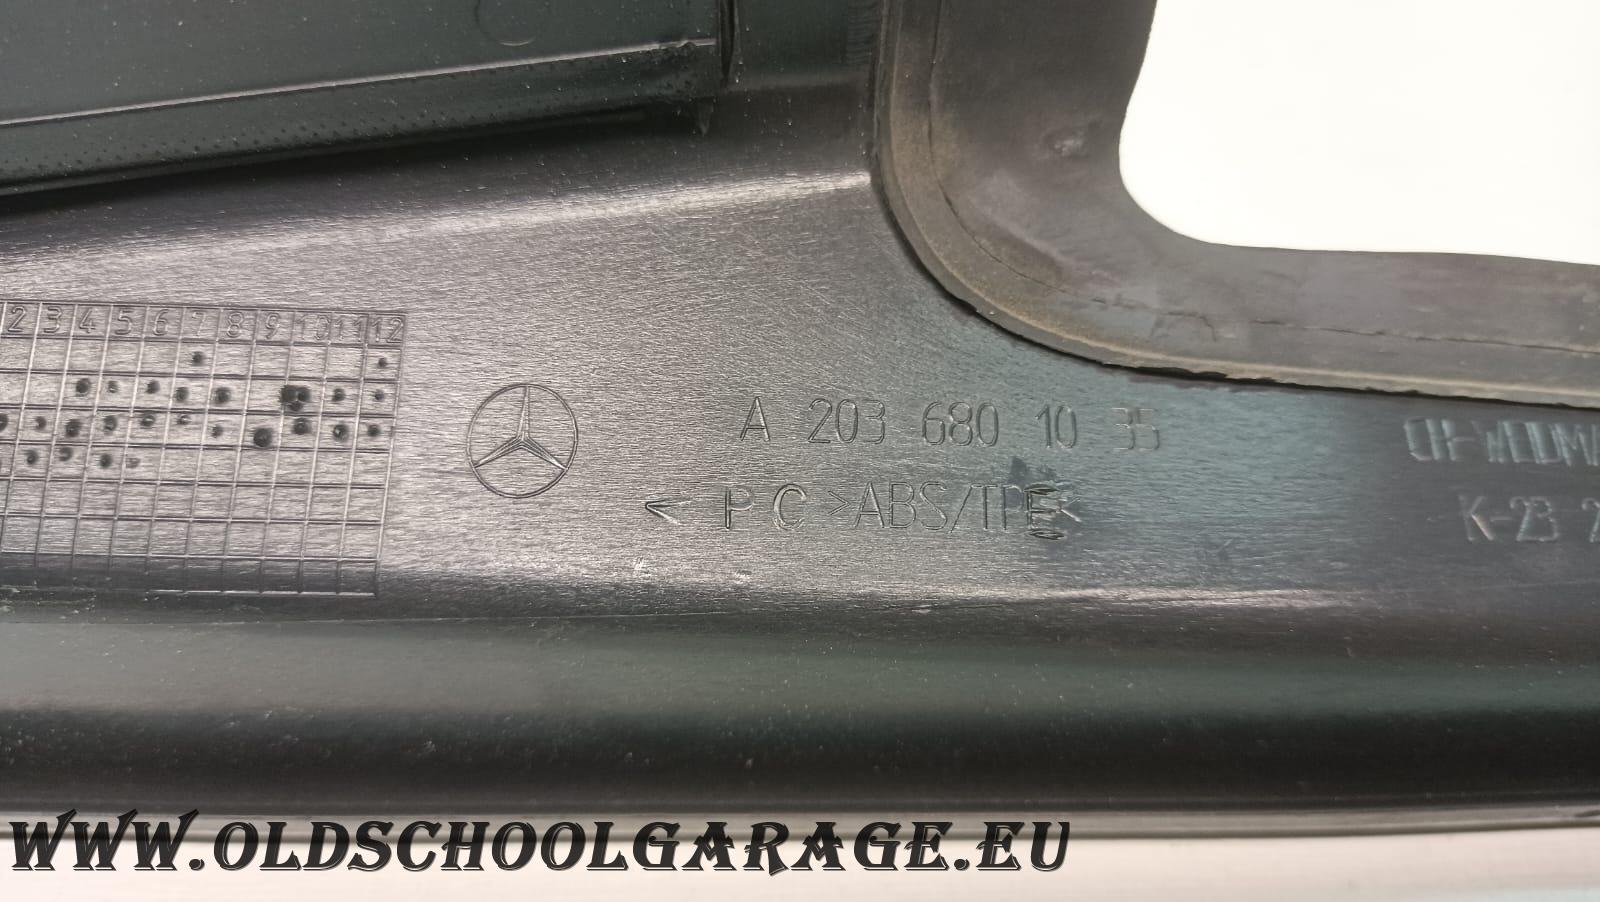 2 3 4 5 6 7 8 9 10 11 12
A 203 680 10 35
< PC >ABS/TPE<
K-23
WWW.OLDSCHOOLGARAGE.EU